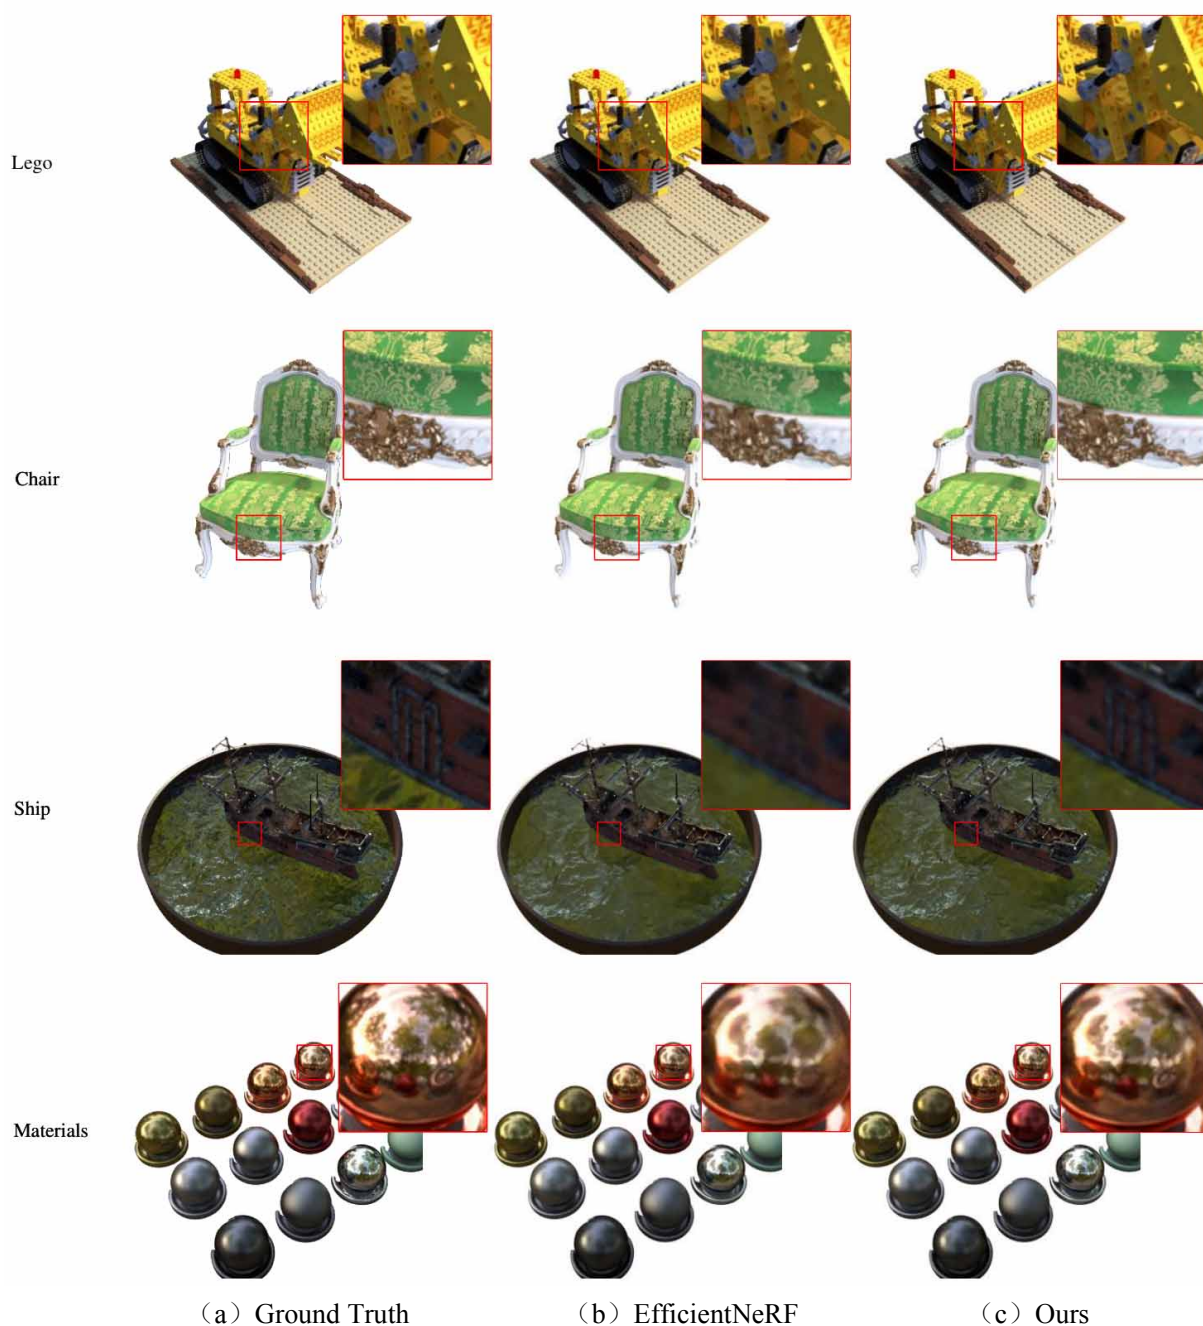 Lego
Chair
Ship
Materials
（a）Ground Truth （b）EfficientNeRF （c）Ours